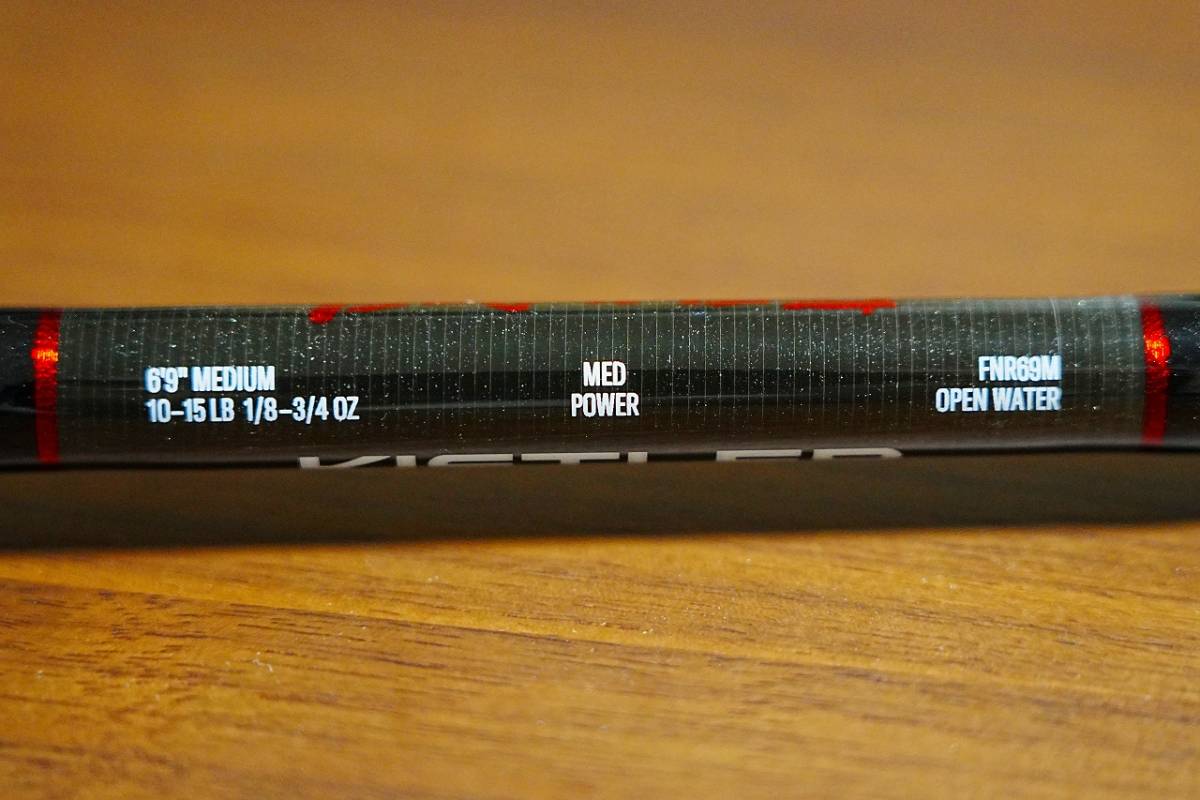 6'9" MEDIUM
10-15 LB 1/8-3/4 OZ
MED
POWER
FNR69M
OPEN WATER